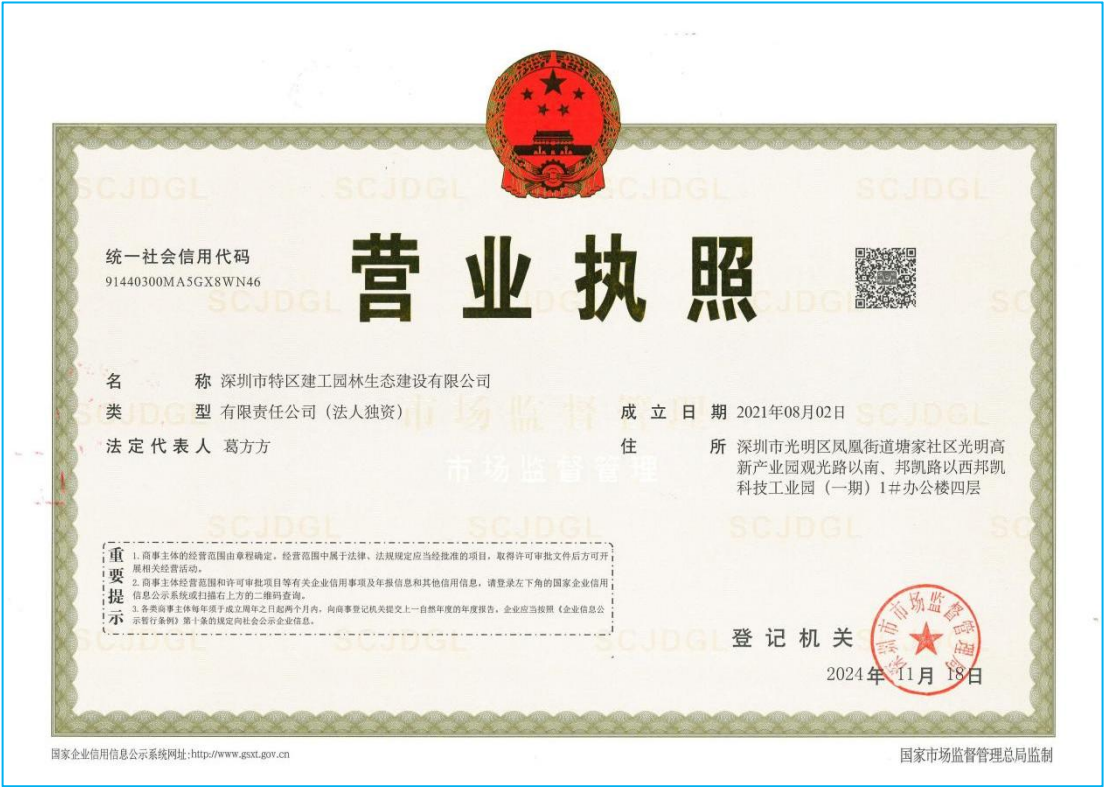 营业执照
统一社会信用代码
91440300MA5GX8WN46
名 称 深圳市特区建工园林生态建设有限公司
类 型 有限责任公司（法人独资）
法定代表人 葛方方
成立日期 2021年08月02日
住 所 深圳市光明区凤凰街道塘家社区光明高
新产业园观光路以南、邦凯路以西邦凯
科技工业园（一期）1#办公楼四层
重要提示
1. 商事主体的经营范围由章程确定。经营范围中属于法律、法规规定应当经批准的项目，取得许可审批文件后方可开
展相关经营活动。
2. 商事主体经营范围和许可审批项目等有关企业信用事项及年报信息和其他信用信息，请登录左下角的国家企业信用
信息公示系统或扫描右上方的二维码查询。
3. 各类商事主体每年须于成立周年之日起两个月内，向商事登记机关提交上一自然年度的年度报告。企业应当按照《企业信息公
示暂行条例》第十条的规定向社会公示企业信息。
登记机关
深圳市市场监督管理局
2024年11月18日
国家企业信用信息公示系统网址:http://www.gsxt.gov.cn
国家市场监督管理总局监制
SCJDGL
市场监督管理